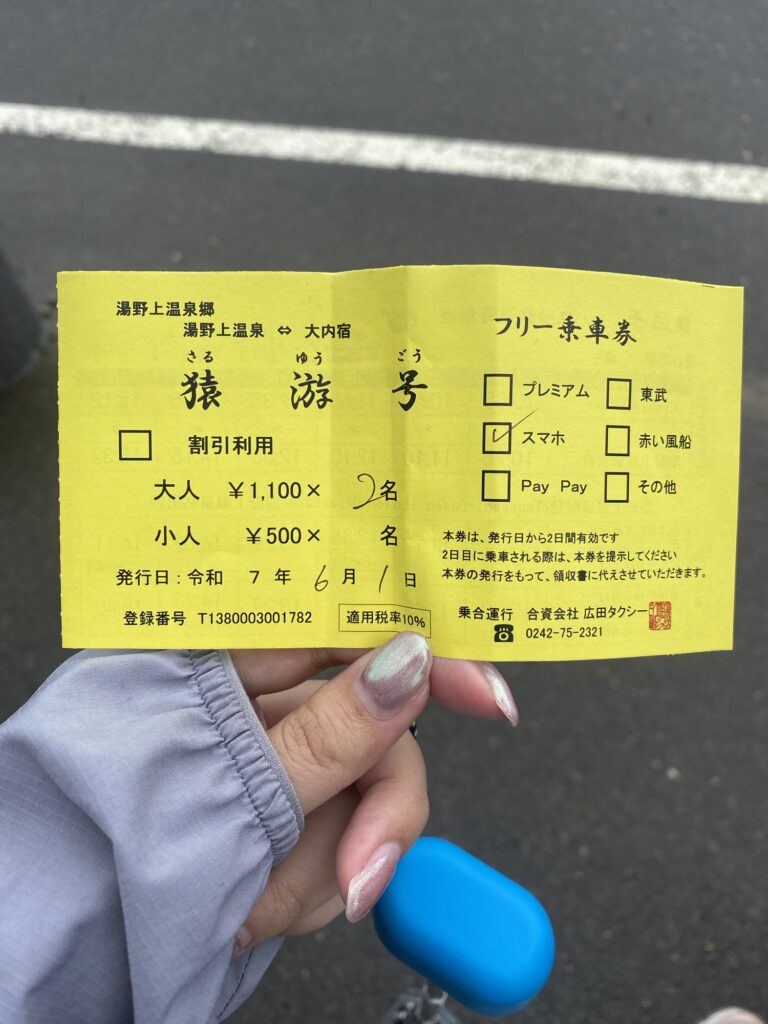 湯野上温泉郷
湯野上温泉 ⇔ 大内宿
さる ゆう ごう
猿 游 号
割引利用
大人 ￥1,100× 2名
小人 ￥500× 名
発行日：令和 7 年 6 月 1 日
登録番号 T1380003001782 適用税率10%
フリー乗車券
プレミアム 東武
スマホ 赤い風船
Pay Pay その他
本券は、発行日から2日間有効です
2日目に乗車される際は、本券を提示してください
本券の発行をもって、領収書に代えさせていただきます。
乗合運行 合資会社 広田タクシー
☎ 0242-75-2321